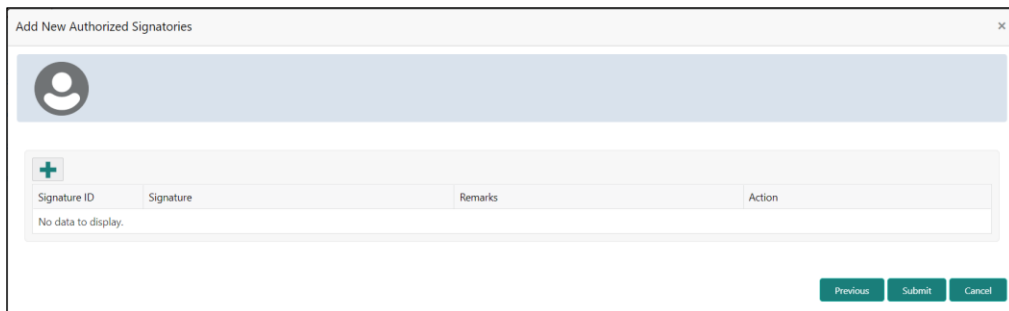 Add New Authorized Signatories ×
Signature ID Signature Remarks Action
No data to display.
Previous Submit Cancel